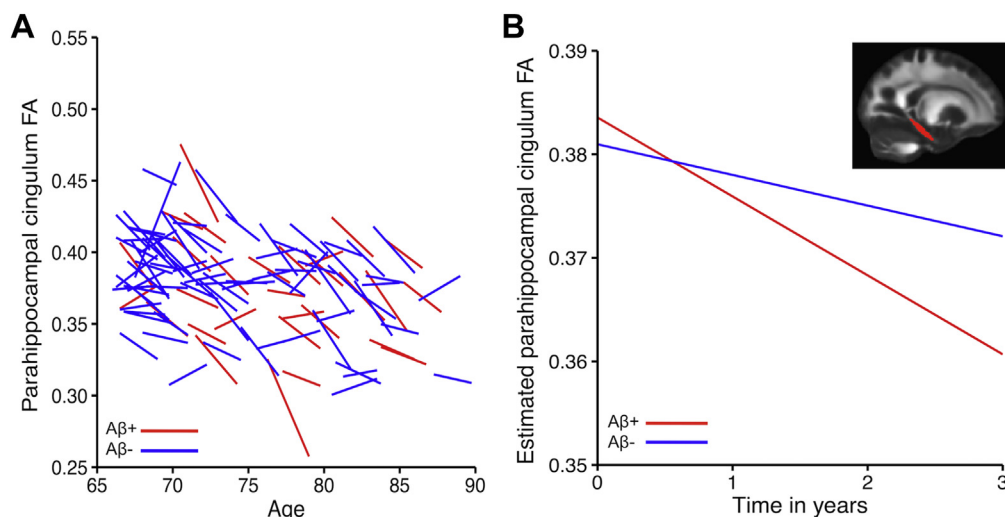 A
0.55
0.50
0.45
0.40
0.35
0.30
0.25
Parahippocampal cingulum FA
Aβ+
Aβ-
65 70 75 80 85 90
Age
B
0.39
0.38
0.37
0.36
0.35
Estimated parahippocampal cingulum FA
Aβ+
Aβ-
0 1 2 3
Time in years